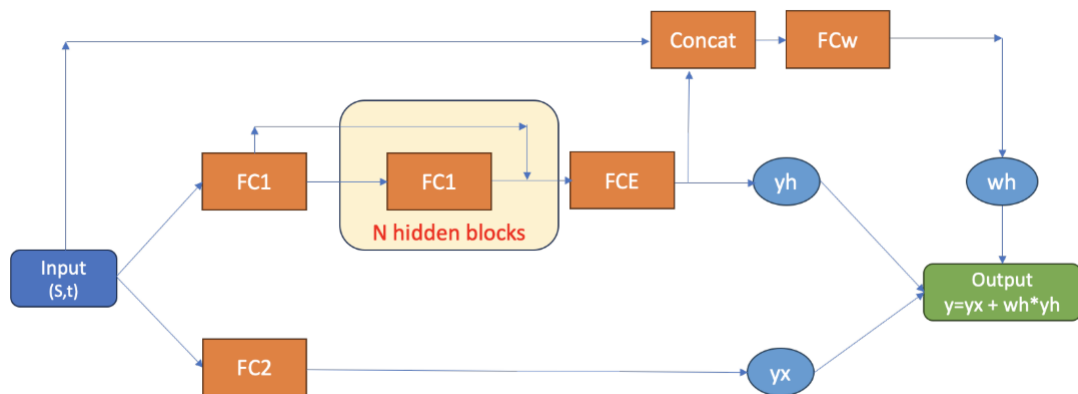 Concat
FCw
FC1
FC1
FCE
yh
wh
N hidden blocks
Input
(S,t)
Output
y=yx + wh*yh
FC2
yx